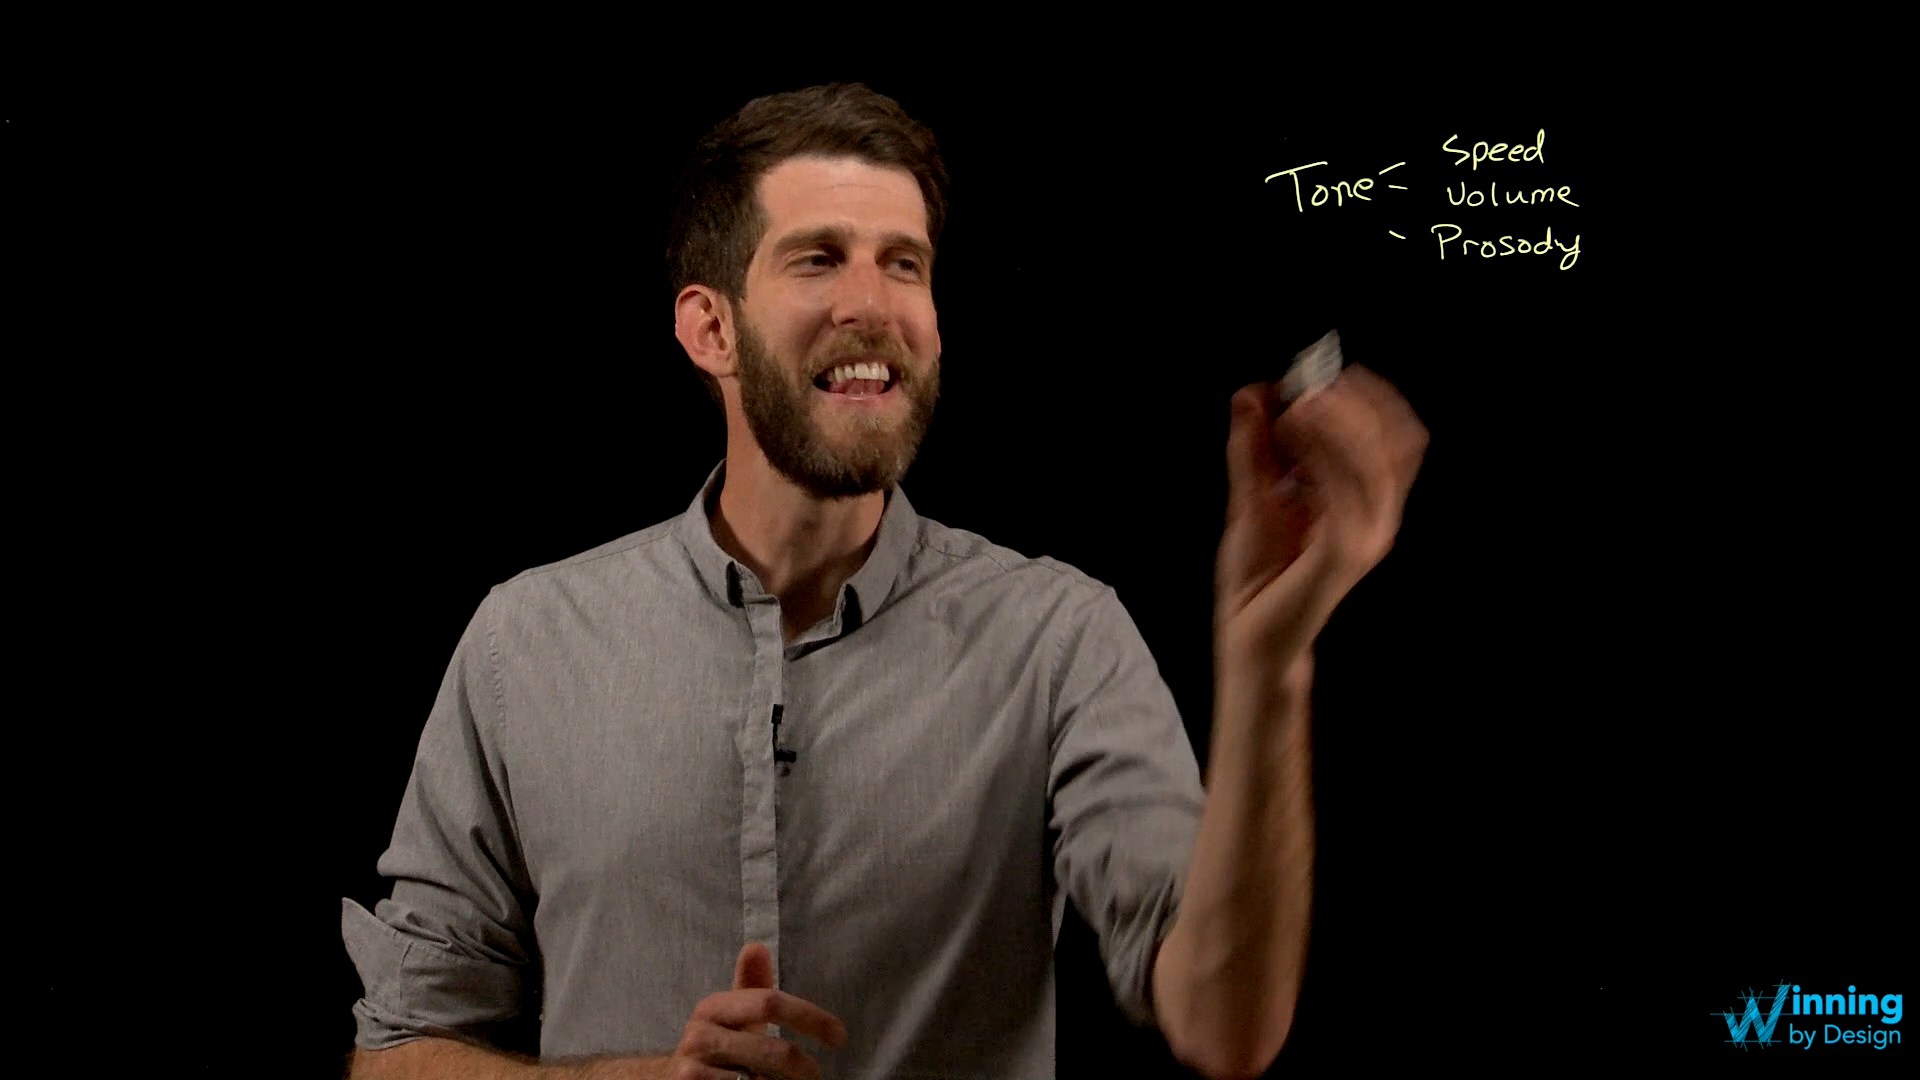 Tone - Speed
- Volume
- Prosody
Winning
by Design